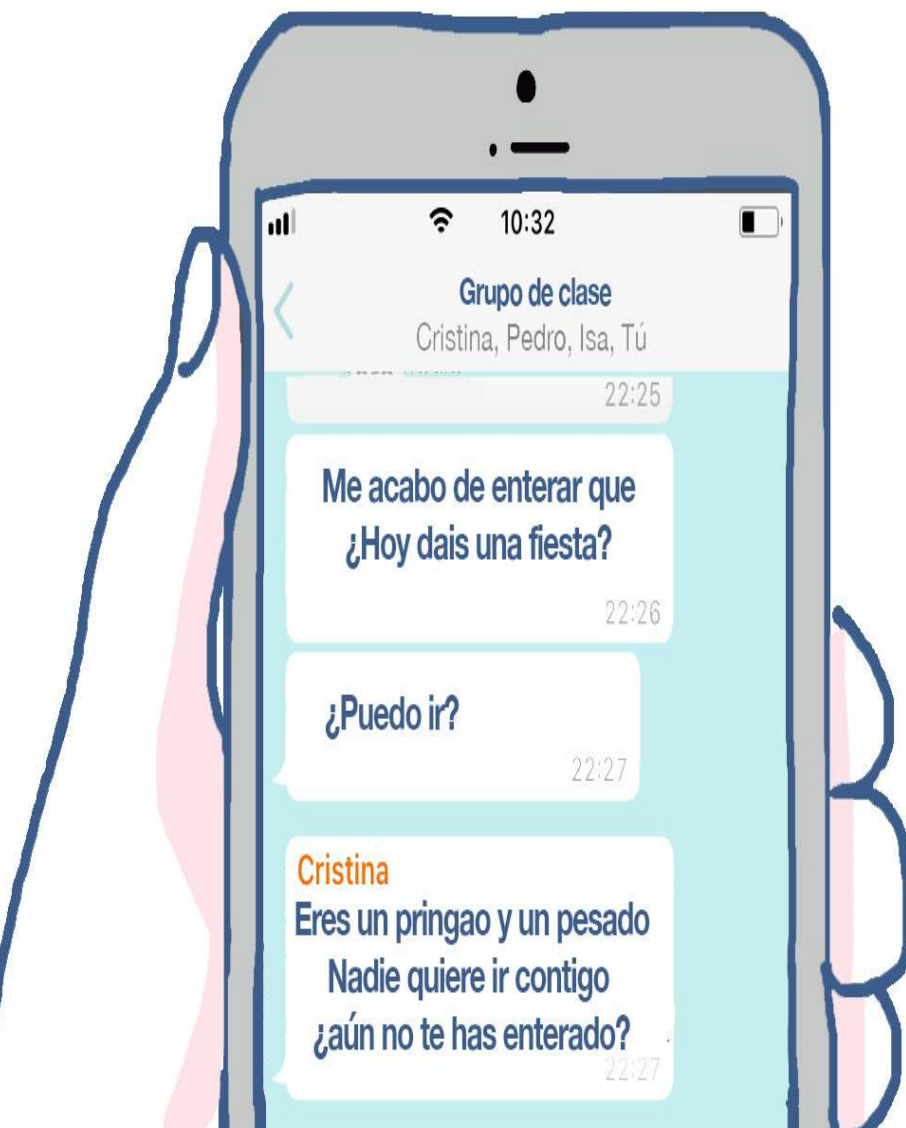 10:32
Grupo de clase
Cristina, Pedro, Isa, Tú
22:25
Me acabo de enterar que
¿Hoy dais una fiesta?
22:26
¿Puedo ir?
22:27
Cristina
Eres un pringao y un pesado
Nadie quiere ir contigo
¿aún no te has enterado?
22:27